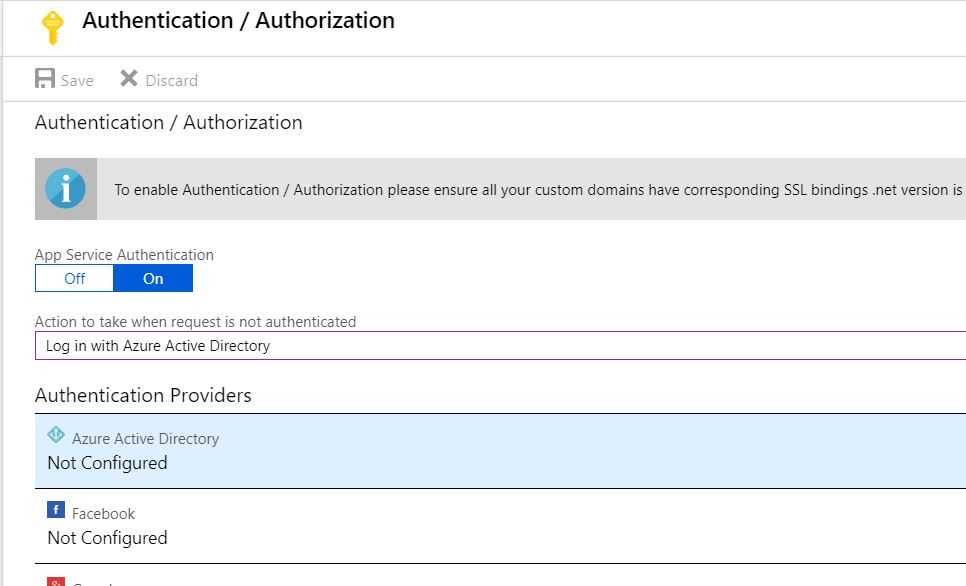 Authentication / Authorization
Save Discard
Authentication / Authorization
To enable Authentication / Authorization please ensure all your custom domains have corresponding SSL bindings .net version is
App Service Authentication
Off On
Action to take when request is not authenticated
Log in with Azure Active Directory
Authentication Providers
Azure Active Directory
Not Configured
f Facebook
Not Configured